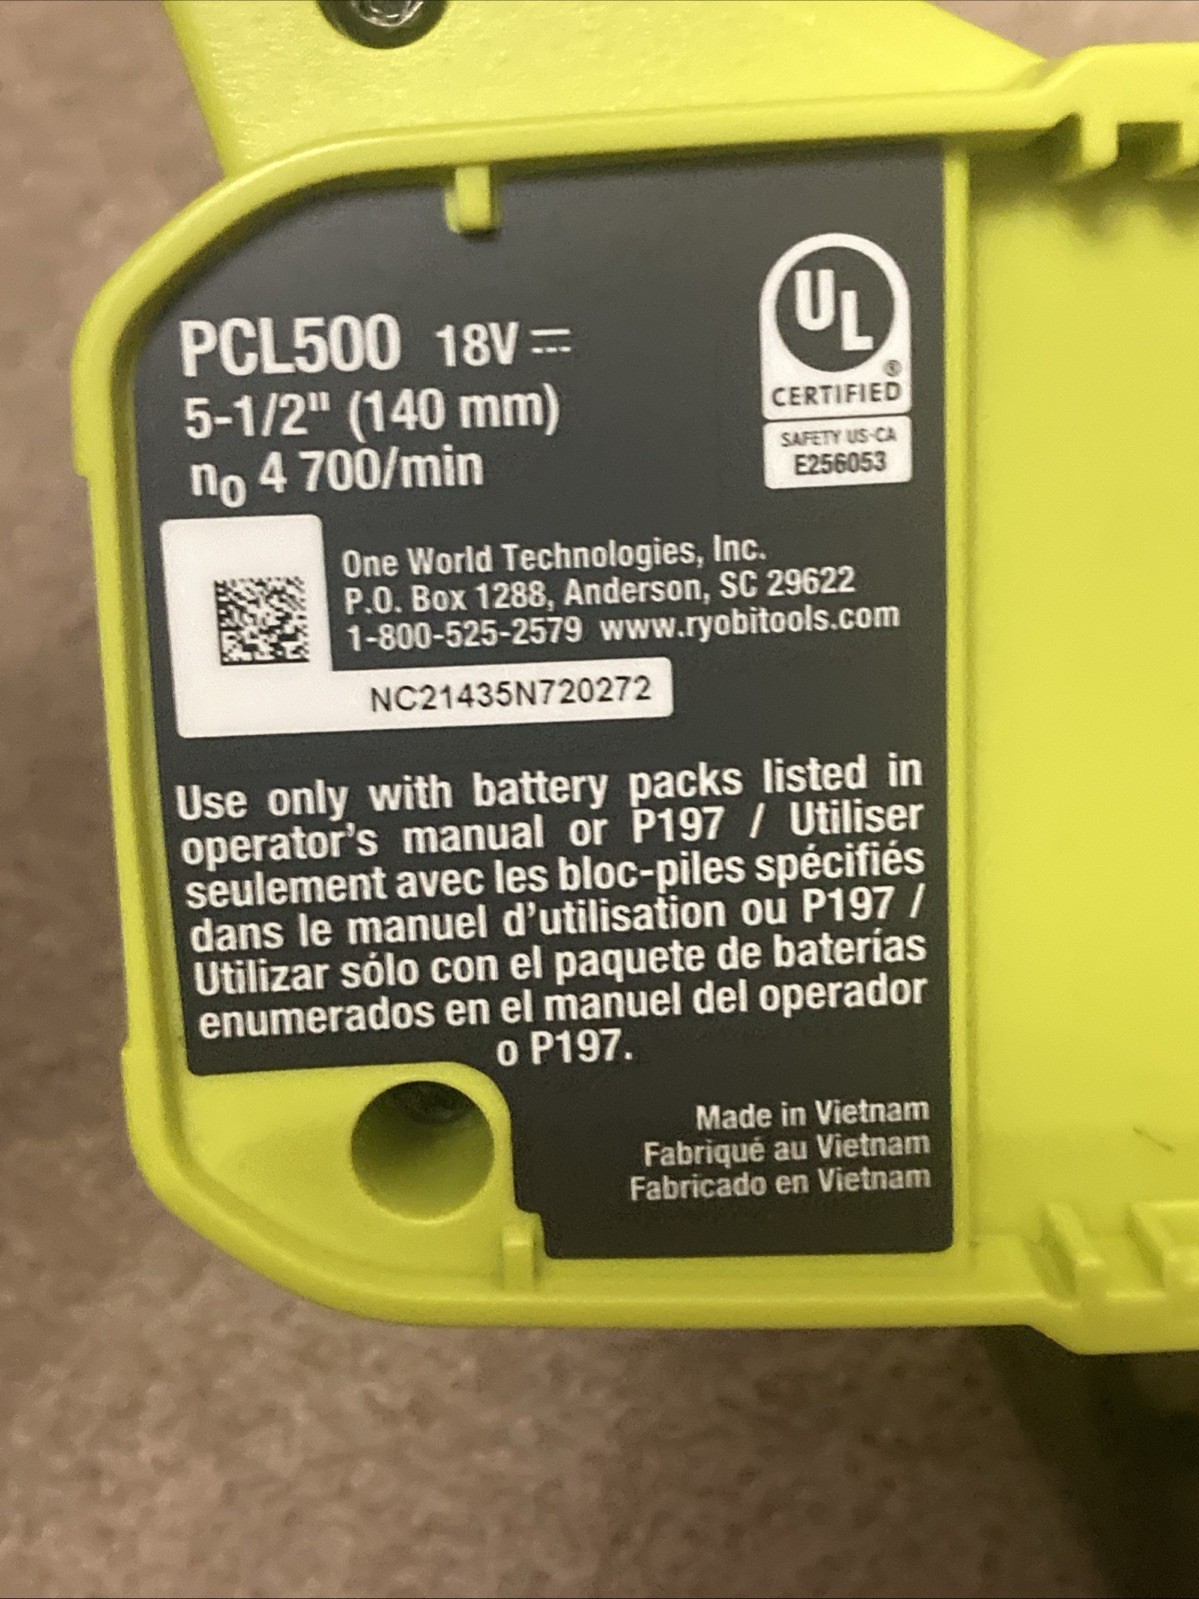 PCL500 18V
5-1/2" (140 mm)
n0 4 700/min
UL
®
CERTIFIED
SAFETY US-CA
E256053
One World Technologies, Inc.
P.O. Box 1288, Anderson, SC 29622
1-800-525-2579 www.ryobitools.com
NC21435N720272
Use only with battery packs listed in
operator's manual or P197 / Utiliser
seulement avec les bloc-piles spécifiés
dans le manuel d'utilisation ou P197 /
Utilizar sólo con el paquete de baterías
enumerados en el manuel del operador
o P197.
Made in Vietnam
Fabriqué au Vietnam
Fabricado en Vietnam